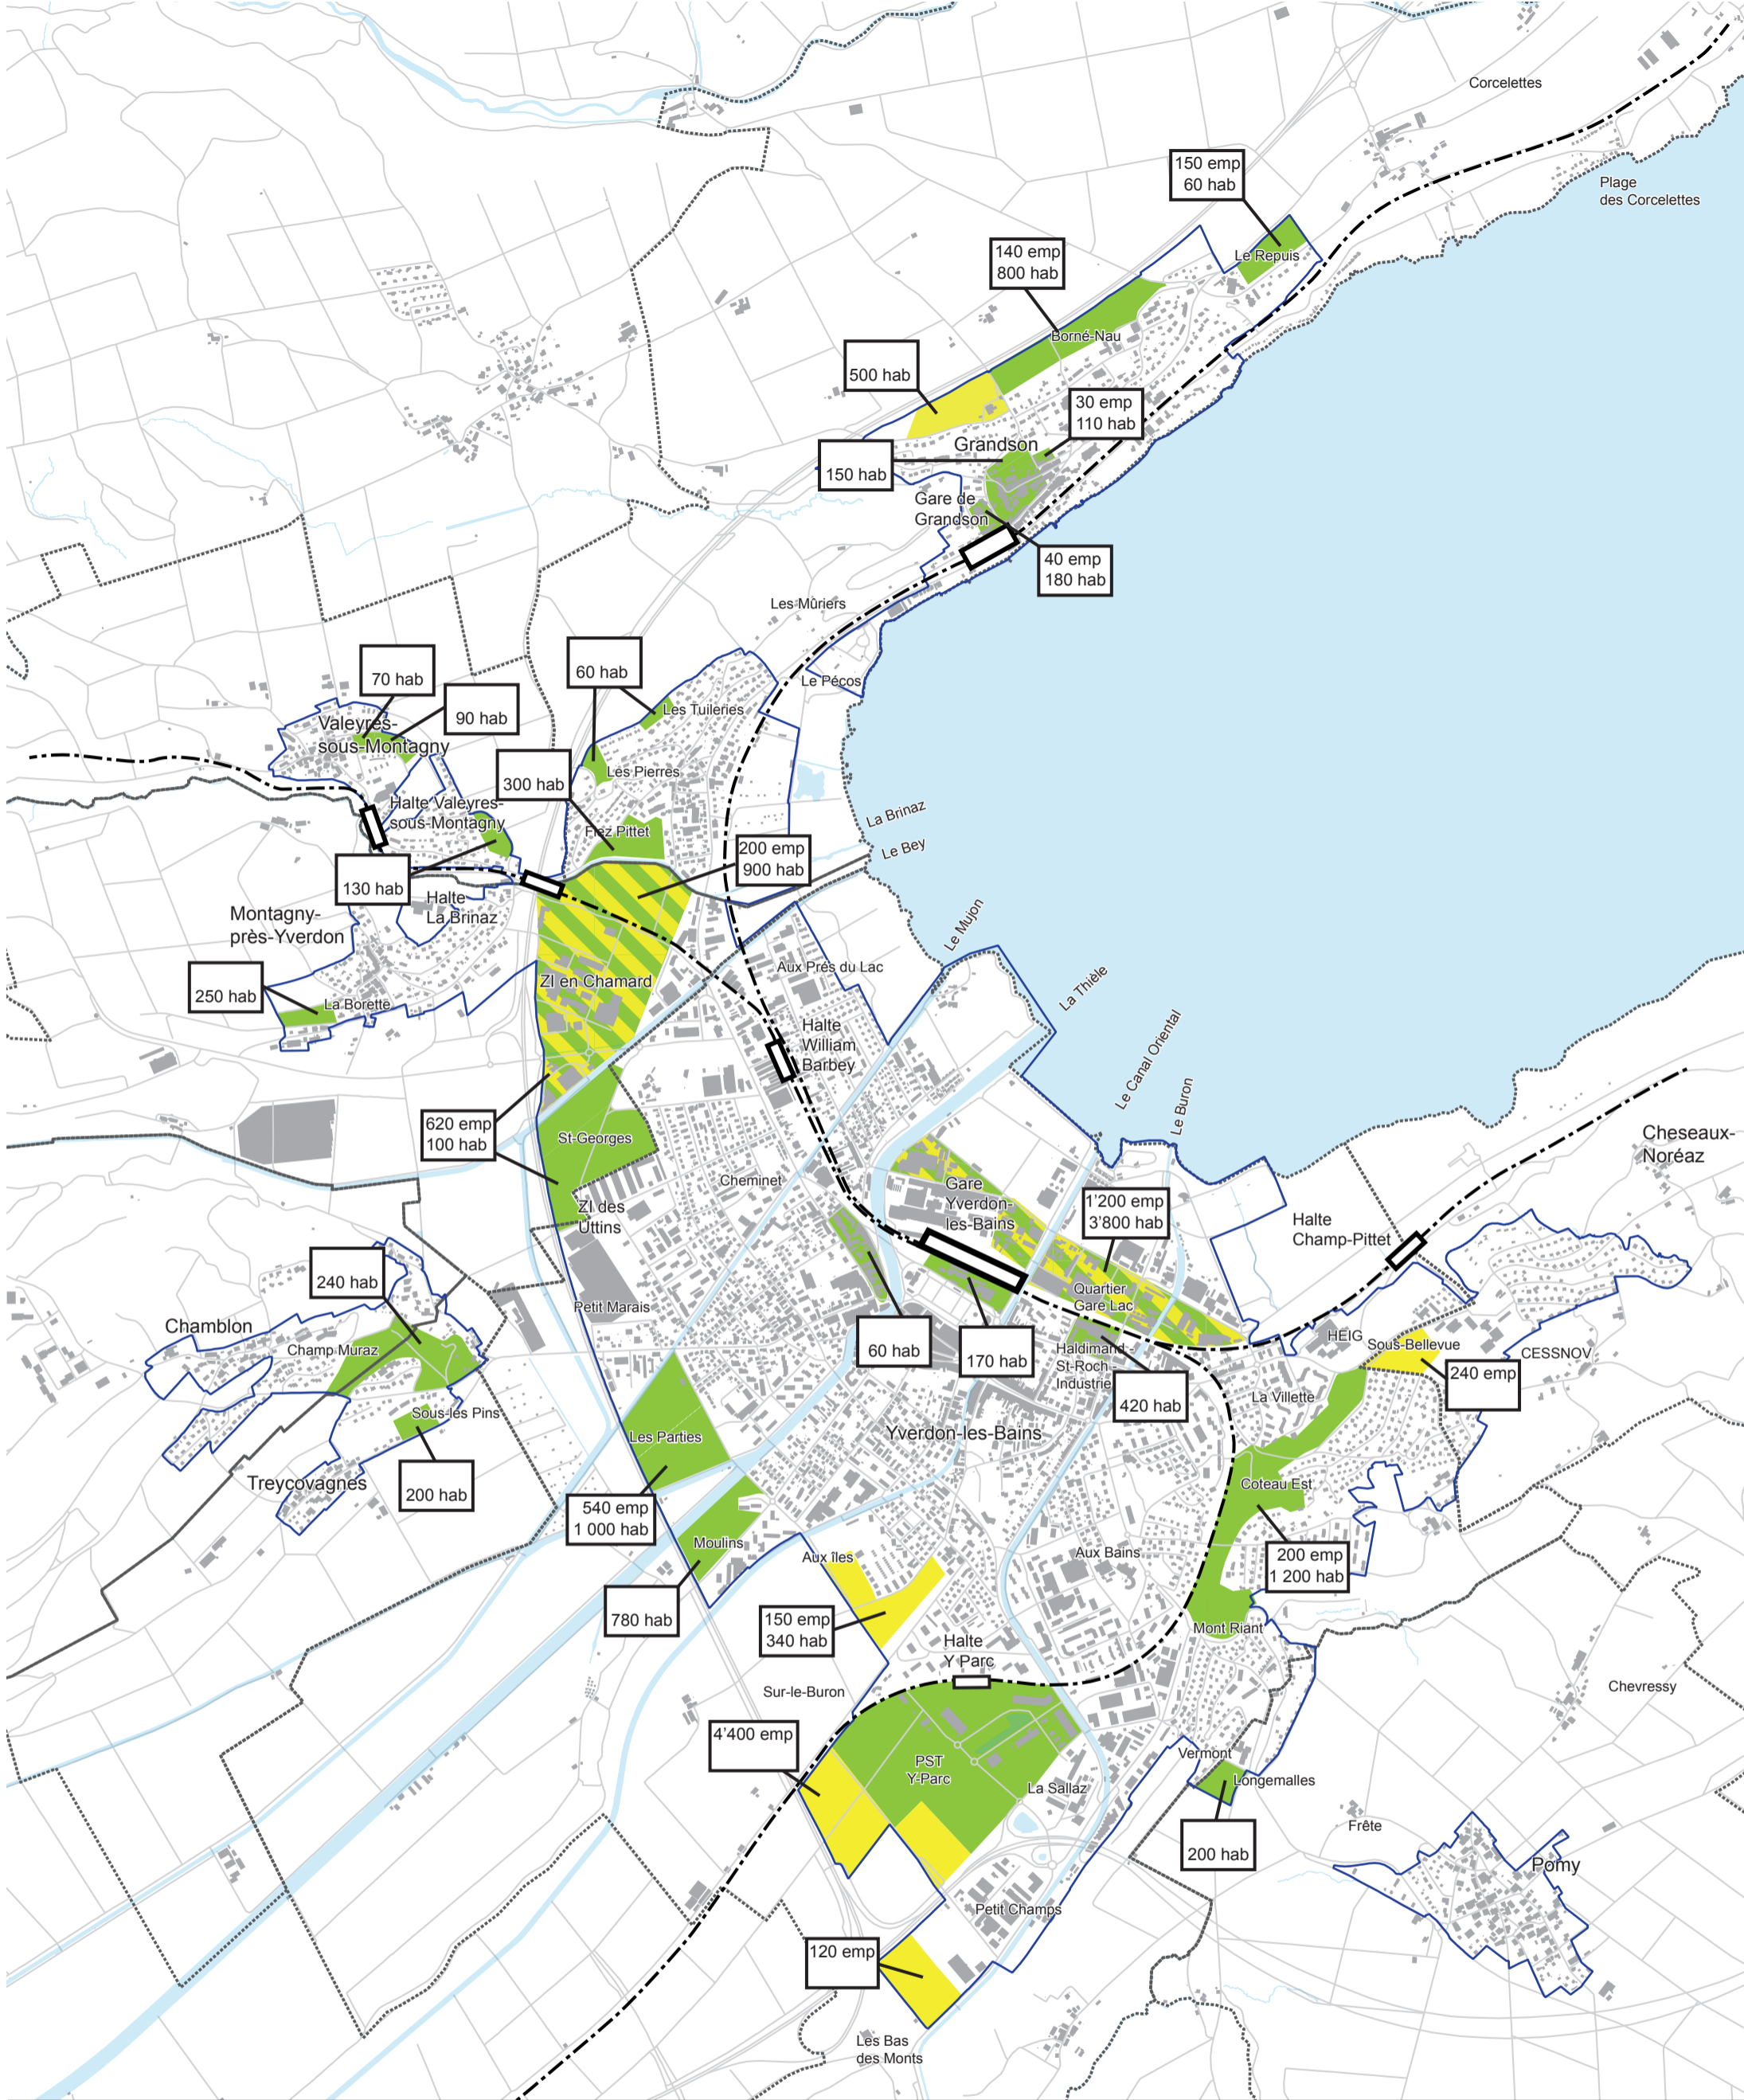 Corcelettes
150 emp
60 hab
Plage
des Corcelettes
140 emp
800 hab
Le Repuis
Borné-Nau
500 hab
30 emp
110 hab
Grandson
150 hab
Gare de
Grandson
40 emp
180 hab
Les Mûriers
60 hab
70 hab
Le Pécos
90 hab
Les Tuileries
Valeyres-
sous-Montagny
300 hab
Les Pierres
Halte Valeyres-
sous-Montagny
La Brinaz
Fiez Pittet
200 emp
900 hab
Le Bey
130 hab
Halte
La Brinaz
Montagny-
près-Yverdon
Le Mujon
Aux Prés du Lac
250 hab
ZI en Chamard
La Thièle
La Borette
Halte
William
Barbey
Le Canal Oriental
Le Buron
620 emp
100 hab
St-Georges
Cheseaux-
Noréaz
Cheminet
Gare
Yverdon-
les-Bains
1'200 emp
3'800 hab
ZI des
Uttins
Halte
Champ-Pittet
240 hab
Quartier
Gare Lac
Petit Marais
Chamblon
Champ Muraz
60 hab
170 hab
Haldimand -
St-Roch -
Industrie
HEIG
Sous-Bellevue
CESSNOV
240 emp
La Villette
420 hab
Sous-les Pins
Les Parties
Yverdon-les-Bains
Treycovagnes
200 hab
Coteau Est
540 emp
1 000 hab
Moulins
Aux îles
Aux Bains
200 emp
1 200 hab
780 hab
150 emp
340 hab
Mont Riant
Halte
Y Parc
Sur-le-Buron
Chevressy
4'400 emp
PST
Y-Parc
Vermont
La Sallaz
Longemalles
Frête
200 hab
Pomy
Petit Champs
120 emp
Les Bas
des Monts